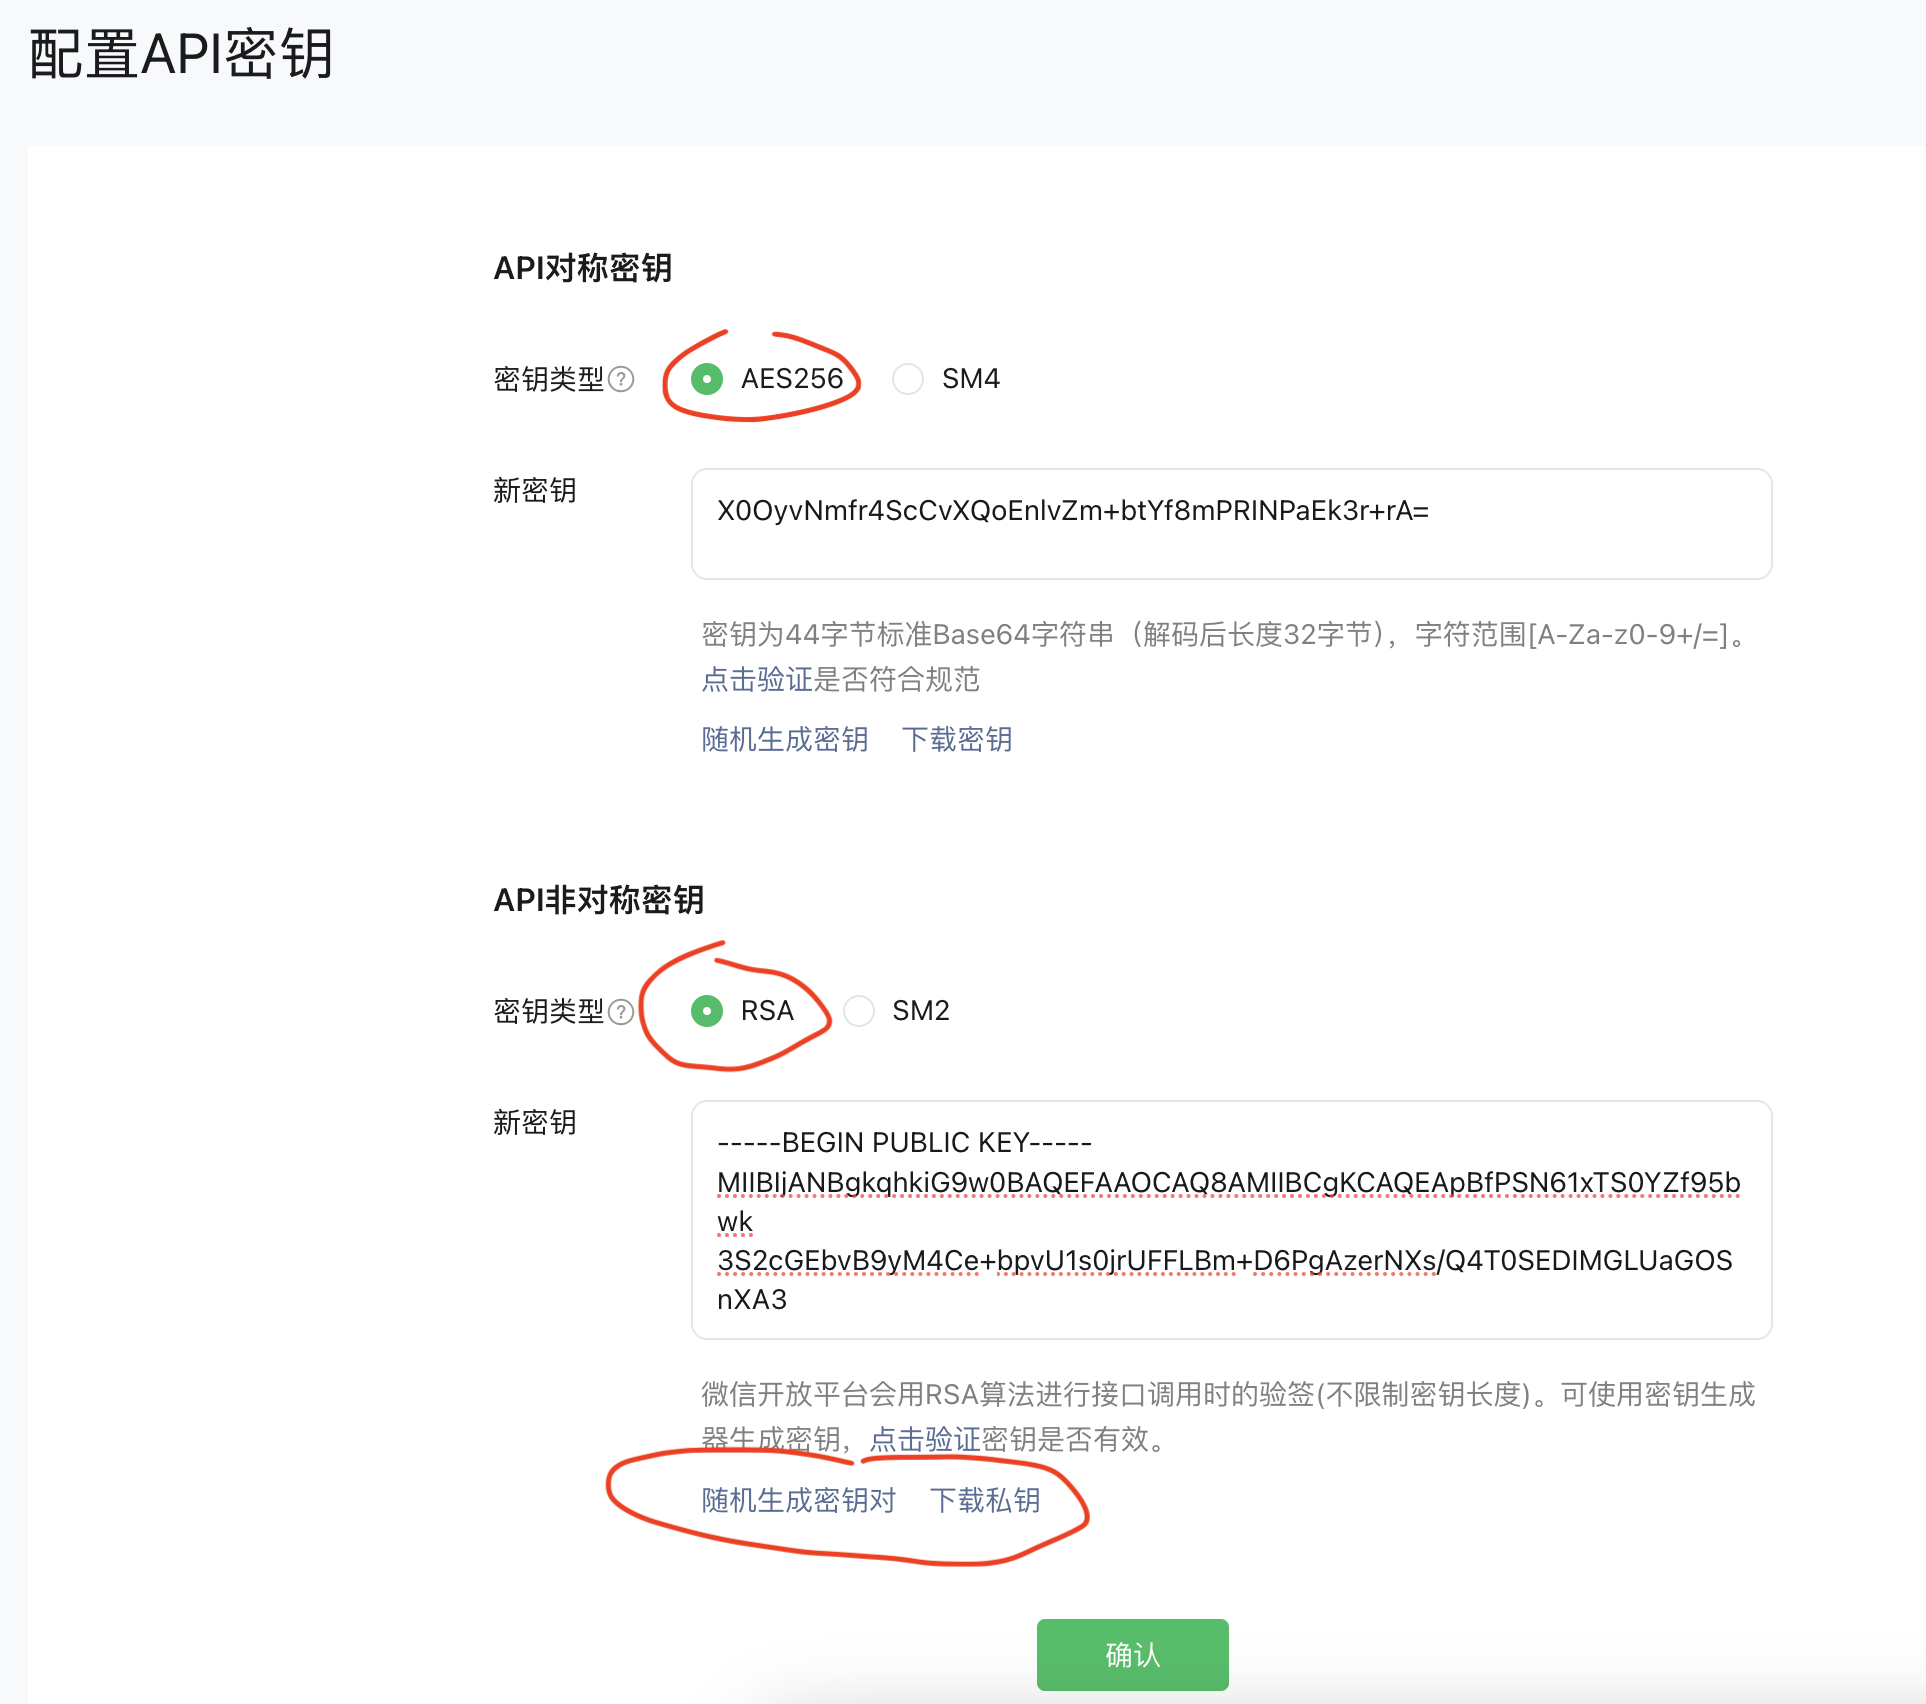 配置API密钥
API对称密钥
密钥类型? AES256 SM4
新密钥
X0OyvNmfr4ScCvXQoEnlvZm+btYf8mPRINPaEk3r+rA=
密钥为44字节标准Base64字符串（解码后长度32字节），字符范围[A-Za-z0-9+/=]。
点击验证是否符合规范
随机生成密钥 下载密钥
API非对称密钥
密钥类型? RSA SM2
新密钥
-----BEGIN PUBLIC KEY-----
MIIBIjANBgkqhkiG9w0BAQEFAAOCAQ8AMIIBCgKCAQEApBfPSN61xTS0YZf95b
wk
3S2cGEbvB9yM4Ce+bpvU1s0jrUFFLBm+D6PgAzerNXs/Q4T0SEDIMGLUaGOS
nXA3
微信开放平台会用RSA算法进行接口调用时的验签(不限制密钥长度)。可使用密钥生成
器生成密钥，点击验证密钥是否有效。
随机生成密钥对 下载私钥
确认